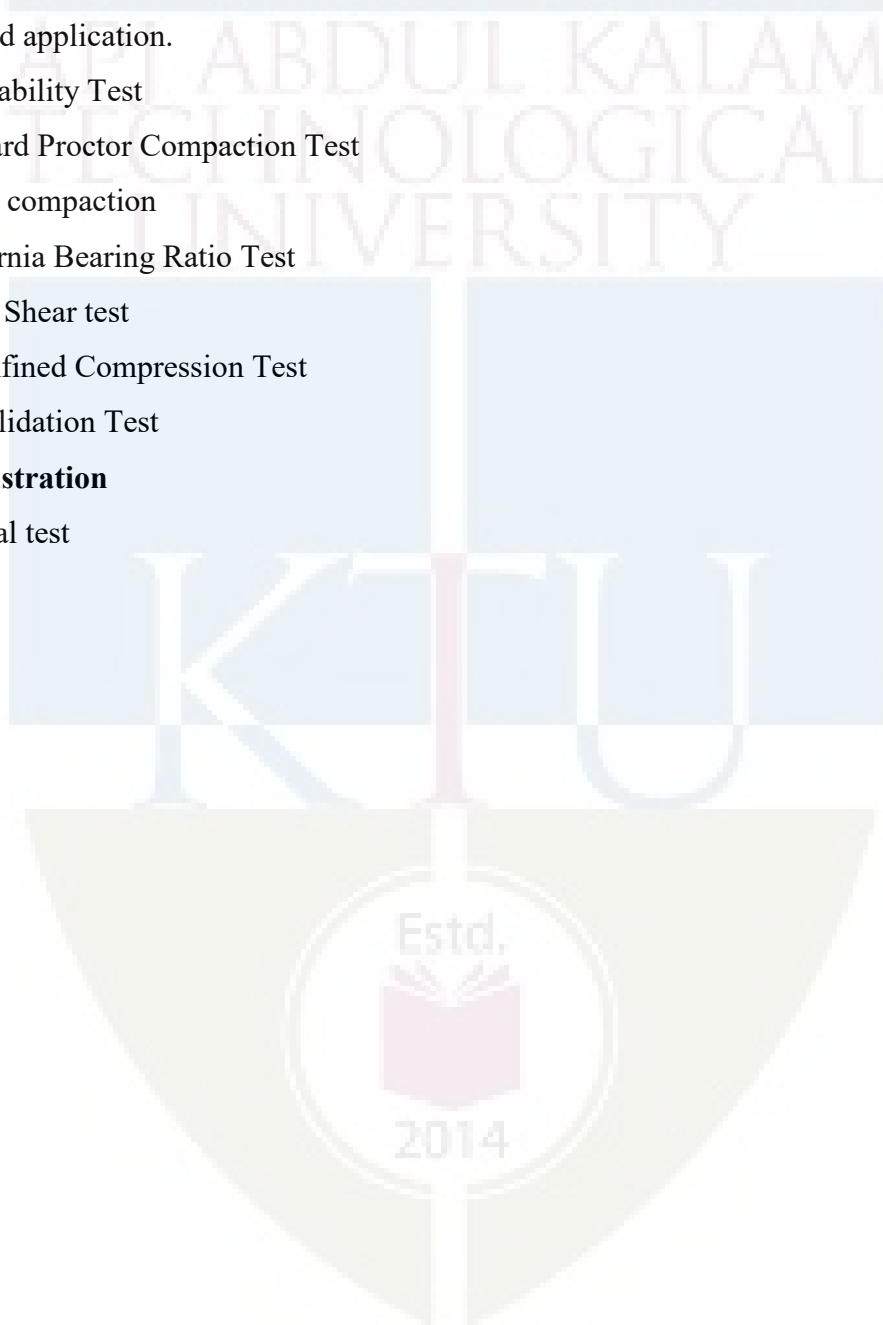 API ABDUL KALAM
TECHNOLOGICAL
UNIVERSITY
d application.
ability Test
ard Proctor Compaction Test
compaction
rnia Bearing Ratio Test
Shear test
fined Compression Test
lidation Test
stration
al test
KTU
Estd.
2014